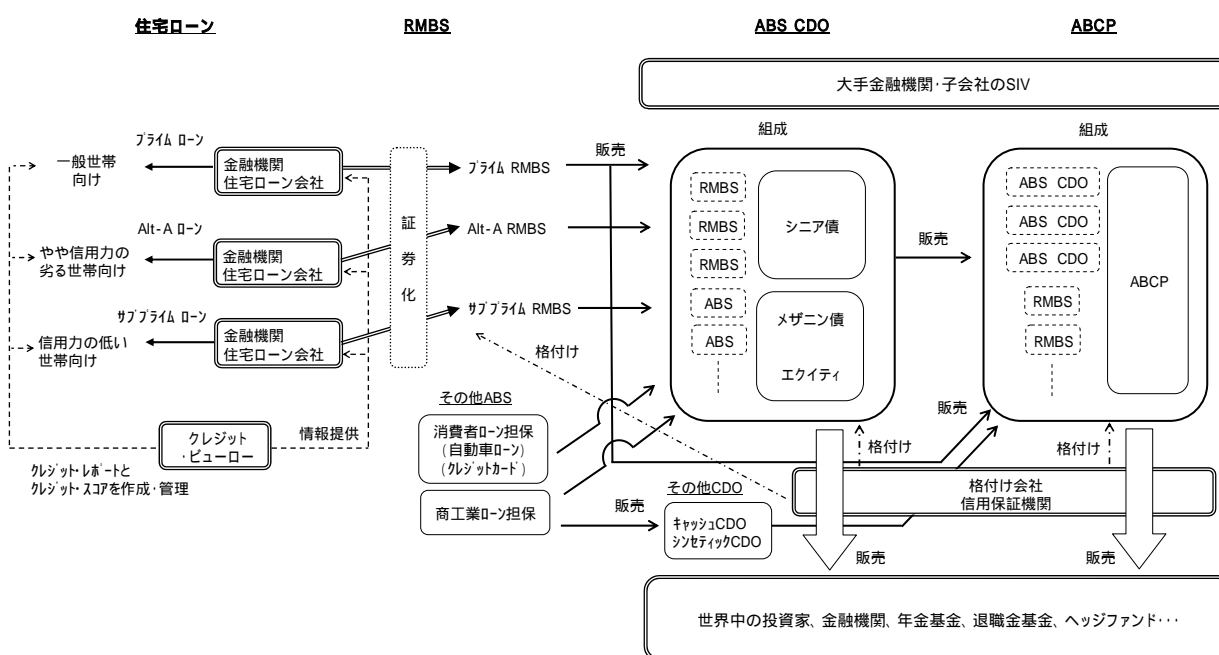 住宅ローン
RMBS
ABS CDO
ABCP
大手金融機関・子会社のSIV
組成
組成
プライム ローン
一般世帯
向け
金融機関
住宅ローン会社
プライム RMBS
販売
Alt-A ローン
やや信用力の
劣る世帯向け
金融機関
住宅ローン会社
Alt-A RMBS
サブプライム ローン
信用力の低い
世帯向け
金融機関
住宅ローン会社
サブプライム RMBS
証
券
化
RMBS
RMBS
RMBS
ABS
ABS
シニア債
メザニン債
エクイティ
販売
ABS CDO
ABS CDO
ABS CDO
RMBS
RMBS
ABCP
格付け
クレジット
・ビューロー
情報提供
クレジット・レポートと
クレジット・スコアを作成・管理
その他ABS
消費者ローン担保
(自動車ローン)
(クレジットカード)
商工業ローン担保
販売
その他CDO
キャッシュCDO
シンセティックCDO
格付け
販売
格付け
格付け会社
信用保証機関
販売
販売
世界中の投資家、金融機関、年金基金、退職金基金、ヘッジファンド・・・